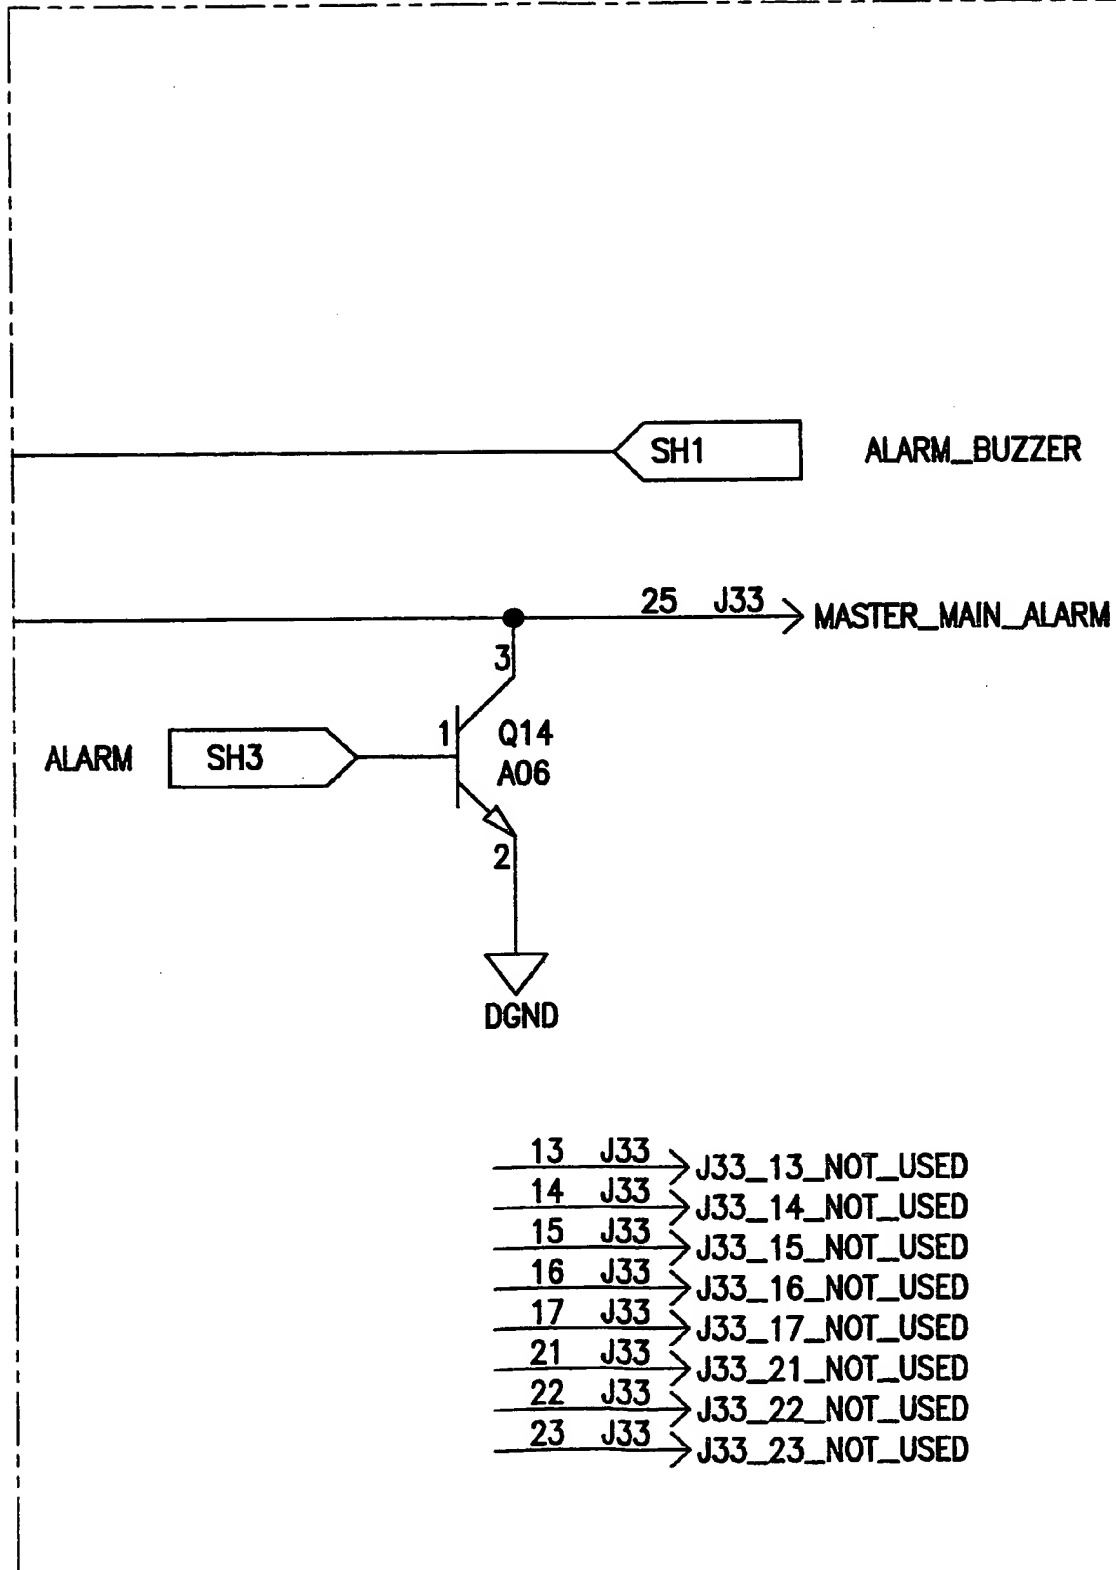 SH1 ALARM_BUZZER
25 J33 MASTER_MAIN_ALARM
3
1 Q14
ALARM SH3
A06
2
DGND
13 J33 J33_13_NOT_USED
14 J33 J33_14_NOT_USED
15 J33 J33_15_NOT_USED
16 J33 J33_16_NOT_USED
17 J33 J33_17_NOT_USED
21 J33 J33_21_NOT_USED
22 J33 J33_22_NOT_USED
23 J33 J33_23_NOT_USED